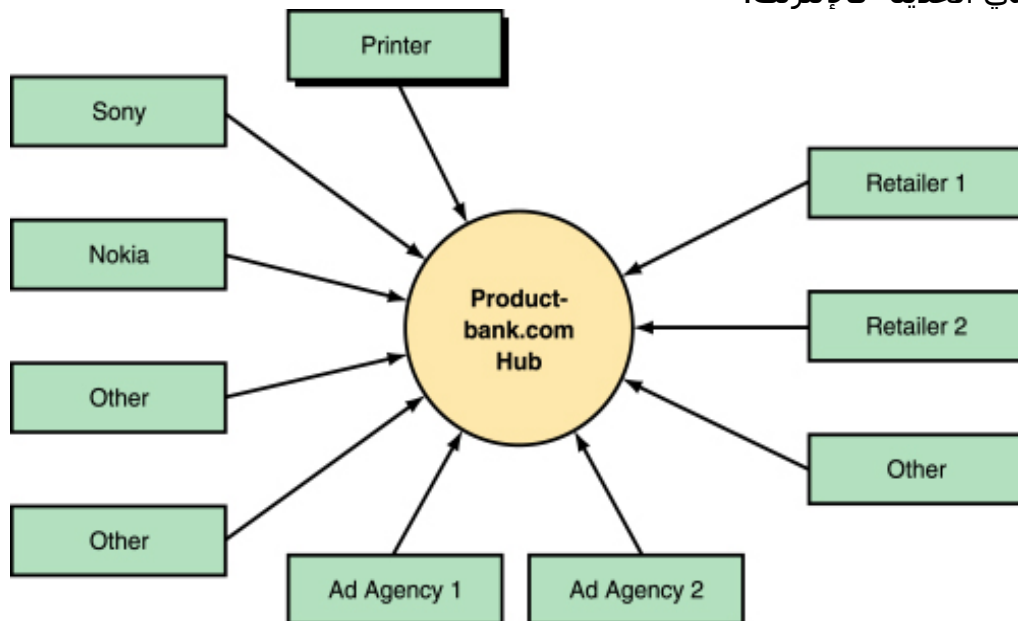 Printer
Sony
Retailer 1
Nokia
Product-
bank.com
Hub
Retailer 2
Other
Other
Other
Ad Agency 1
Ad Agency 2